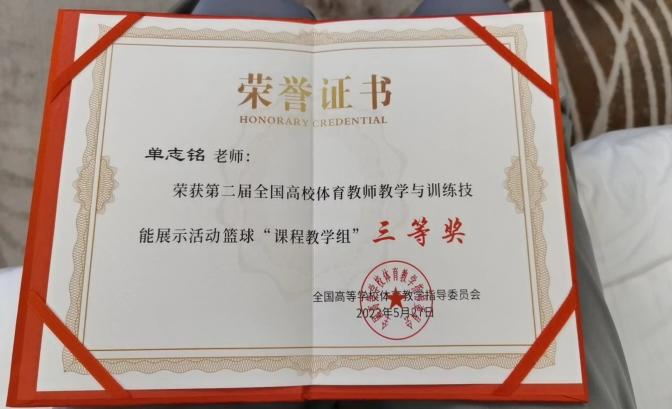 荣誉证书
HONORARY CREDENTIAL
单志铭 老师：
荣获第二届全国高校体育教师教学与训练技
能展示活动篮球“课程教学组”三等奖
全国高等学校体育教学指导委员会
5月27日